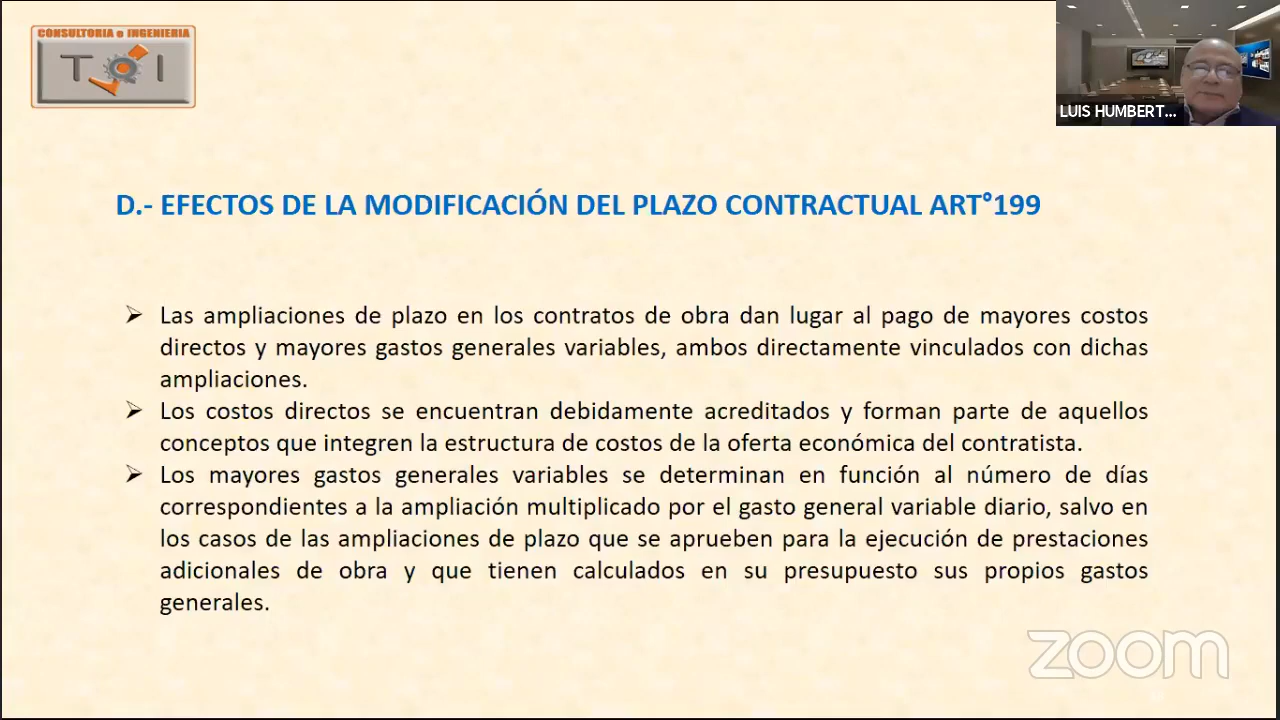 CONSULTORIA e INGENIERIA
T Q I
LUIS HUMBERT...
D.- EFECTOS DE LA MODIFICACIÓN DEL PLAZO CONTRACTUAL ART°199
➢ Las ampliaciones de plazo en los contratos de obra dan lugar al pago de mayores costos
directos y mayores gastos generales variables, ambos directamente vinculados con dichas
ampliaciones.
➢ Los costos directos se encuentran debidamente acreditados y forman parte de aquellos
conceptos que integren la estructura de costos de la oferta económica del contratista.
➢ Los mayores gastos generales variables se determinan en función al número de días
correspondientes a la ampliación multiplicado por el gasto general variable diario, salvo en
los casos de las ampliaciones de plazo que se aprueben para la ejecución de prestaciones
adicionales de obra y que tienen calculados en su presupuesto sus propios gastos
generales.
zoom